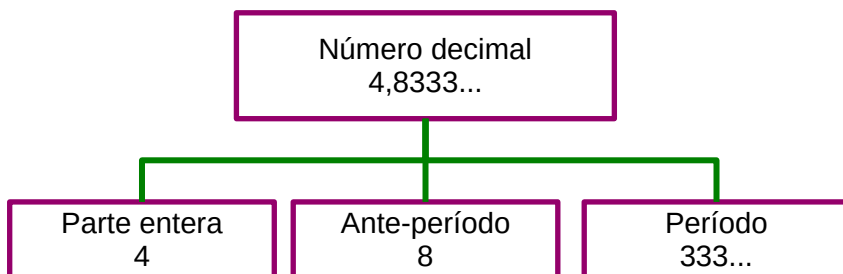 Número decimal
4,8333...
Parte entera
4
Ante-período
8
Período
333...